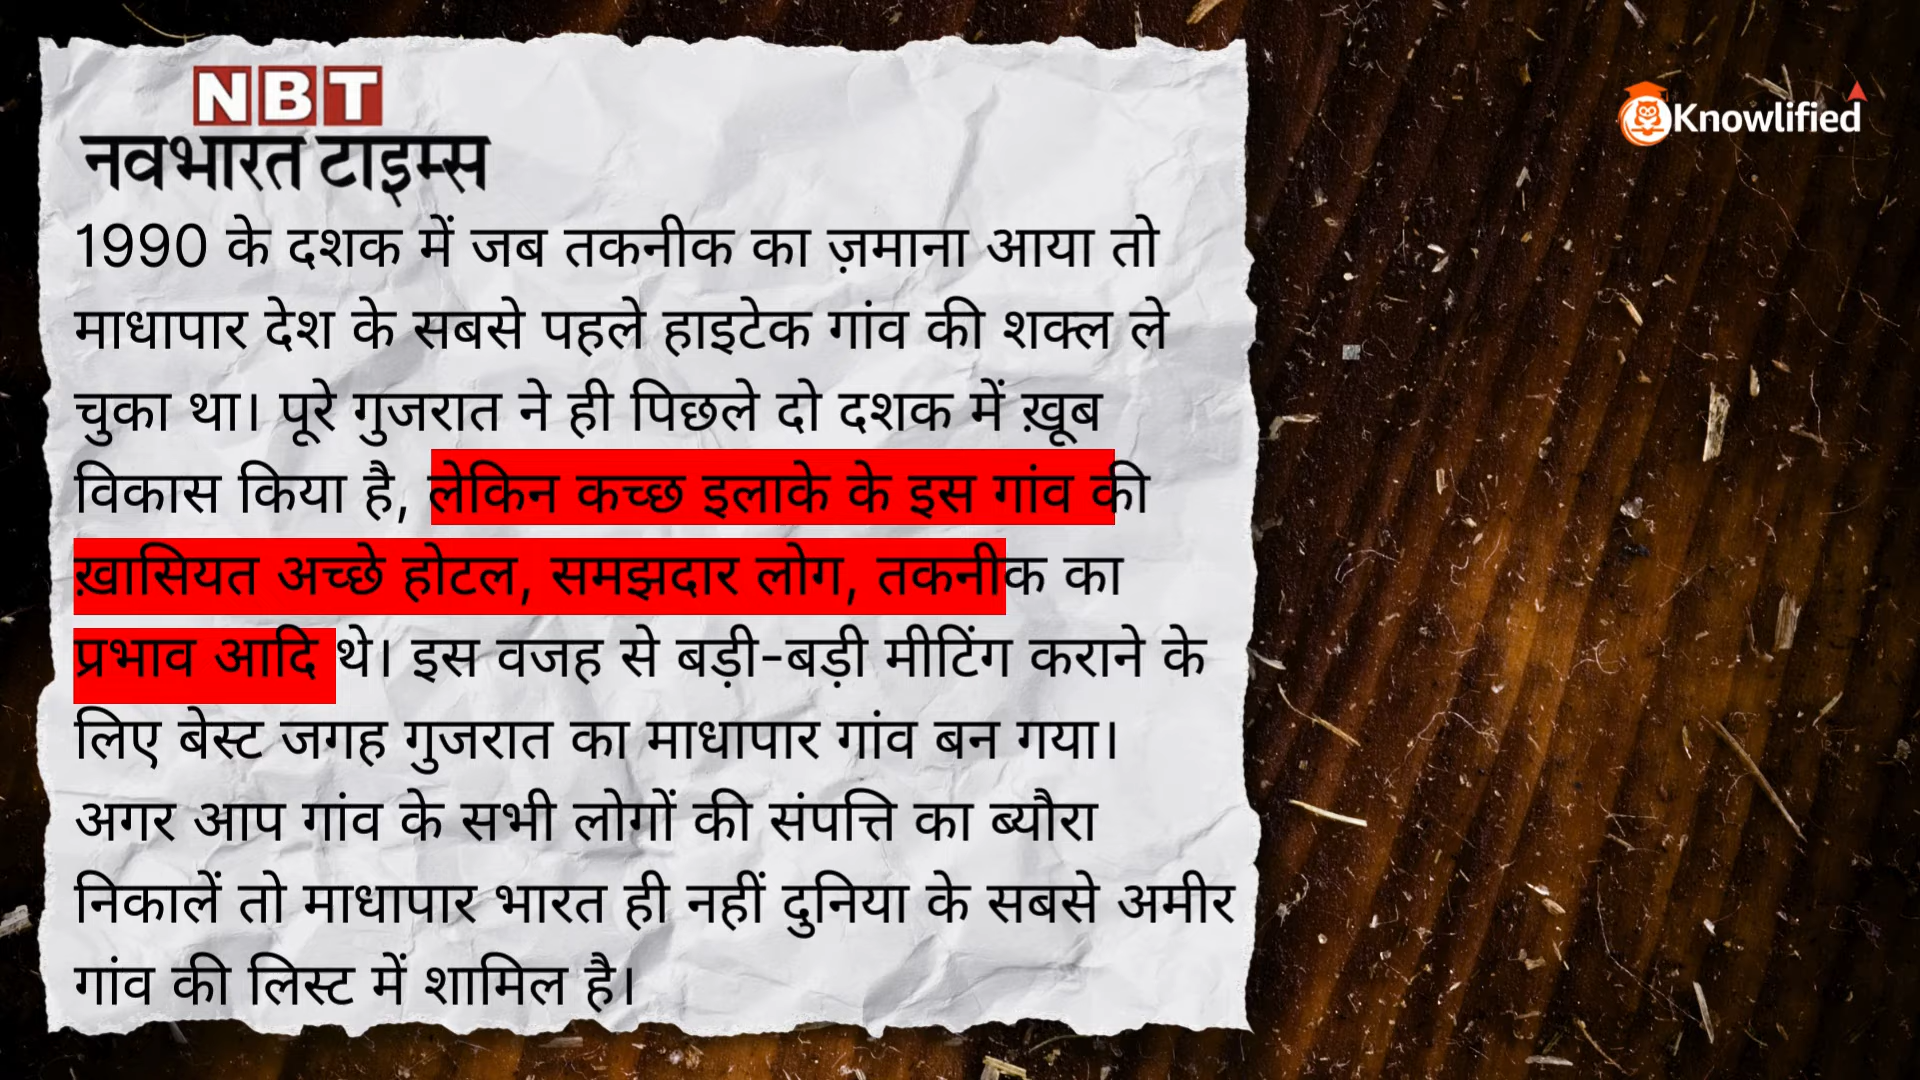 NBT
नवभारत टाइम्स
Knowlified
1990 के दशक में जब तकनीक का ज़माना आया तो
माधापार देश के सबसे पहले हाइटेक गांव की शक्ल ले
चुका था। पूरे गुजरात ने ही पिछले दो दशक में ख़ूब
विकास किया है, लेकिन कच्छ इलाके के इस गांव की
ख़ासियत अच्छे होटल, समझदार लोग, तकनीक का
प्रभाव आदि थे। इस वजह से बड़ी-बड़ी मीटिंग कराने के
लिए बेस्ट जगह गुजरात का माधापार गांव बन गया।
अगर आप गांव के सभी लोगों की संपत्ति का ब्यौरा
निकालें तो माधापार भारत ही नहीं दुनिया के सबसे अमीर
गांव की लिस्ट में शामिल है।